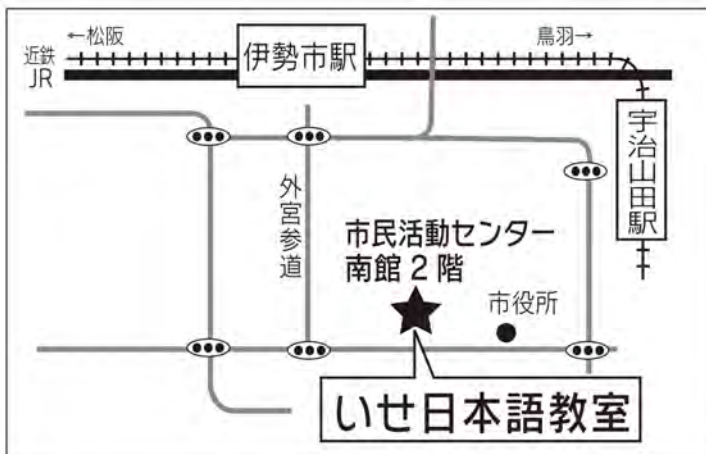 ←松阪
鳥羽→
近鉄
JR
伊勢市駅
宇治山田駅
外宮参道
市民活動センター
南館2階
市役所
いせ日本語教室